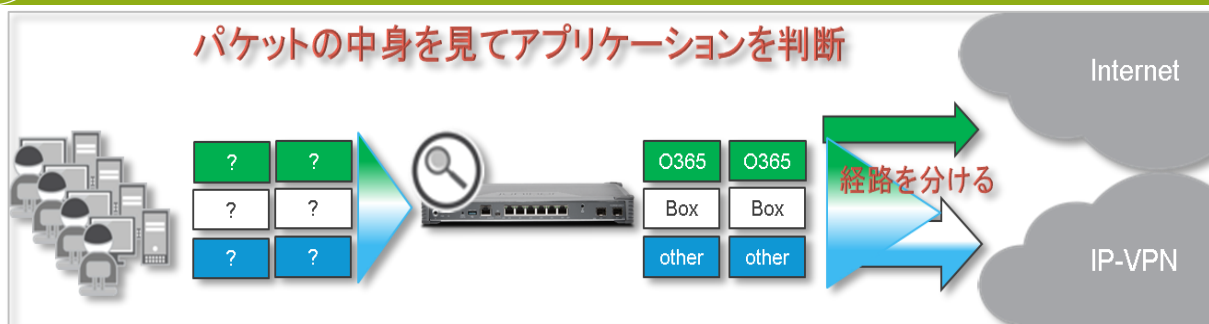 パケットの中身を見てアプリケーションを判断
Internet
? ?
? ?
? ?
O365 O365
Box Box
other other
経路を分ける
IP-VPN